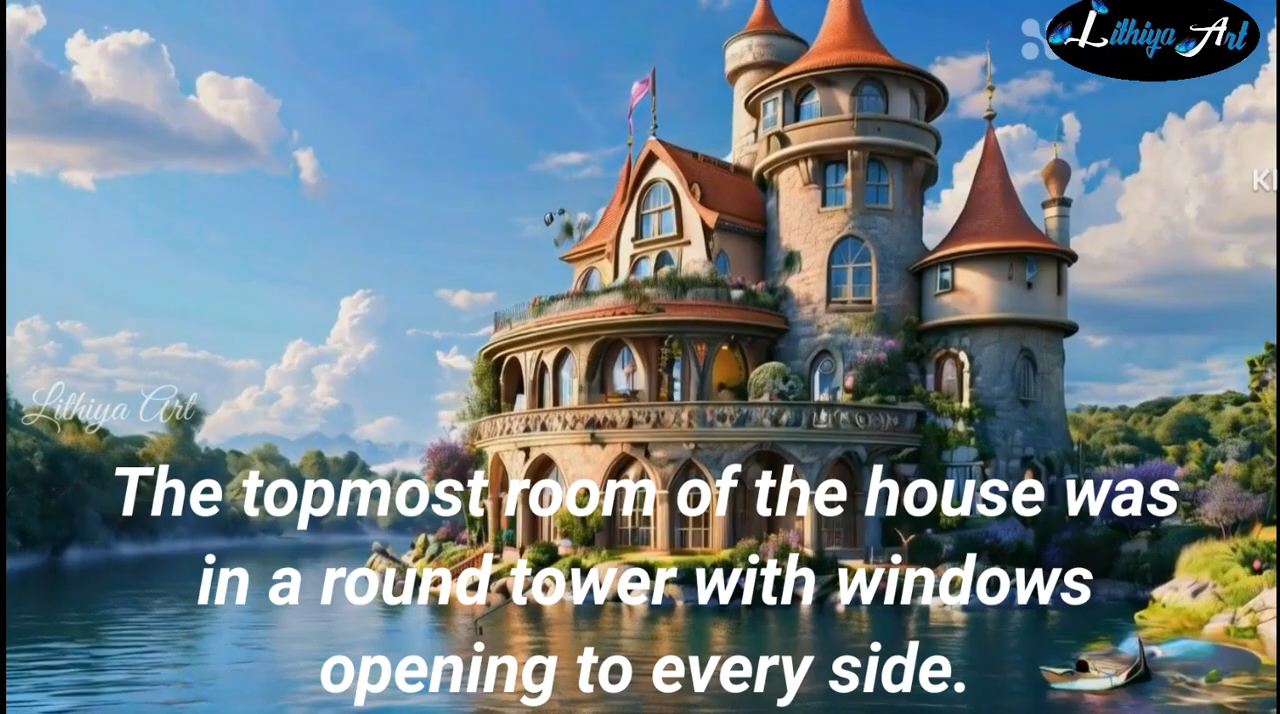 Lithiya Art
Lithiya Art
The topmost room of the house was
in a round tower with windows
opening to every side.